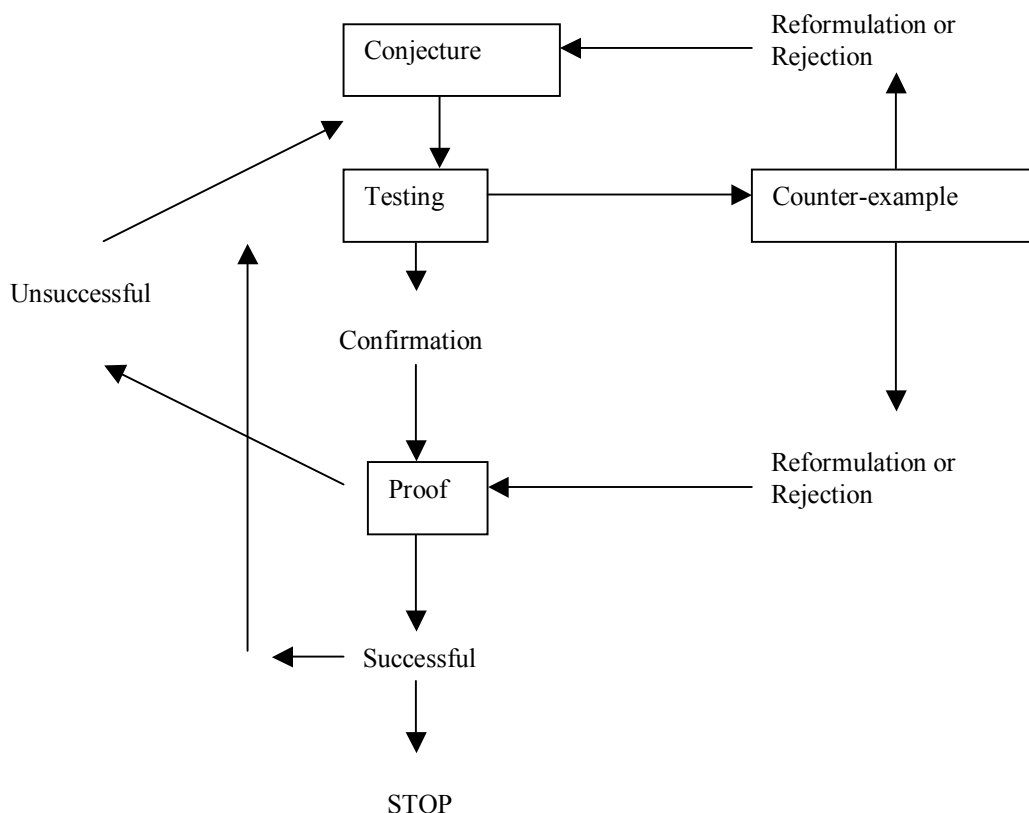 Reformulation or
Rejection
Conjecture
Testing
Counter-example
Unsuccessful
Confirmation
Reformulation or
Rejection
Proof
Successful
STOP